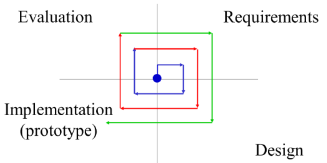 Evaluation
Requirements
Implementation
(prototype)
Design